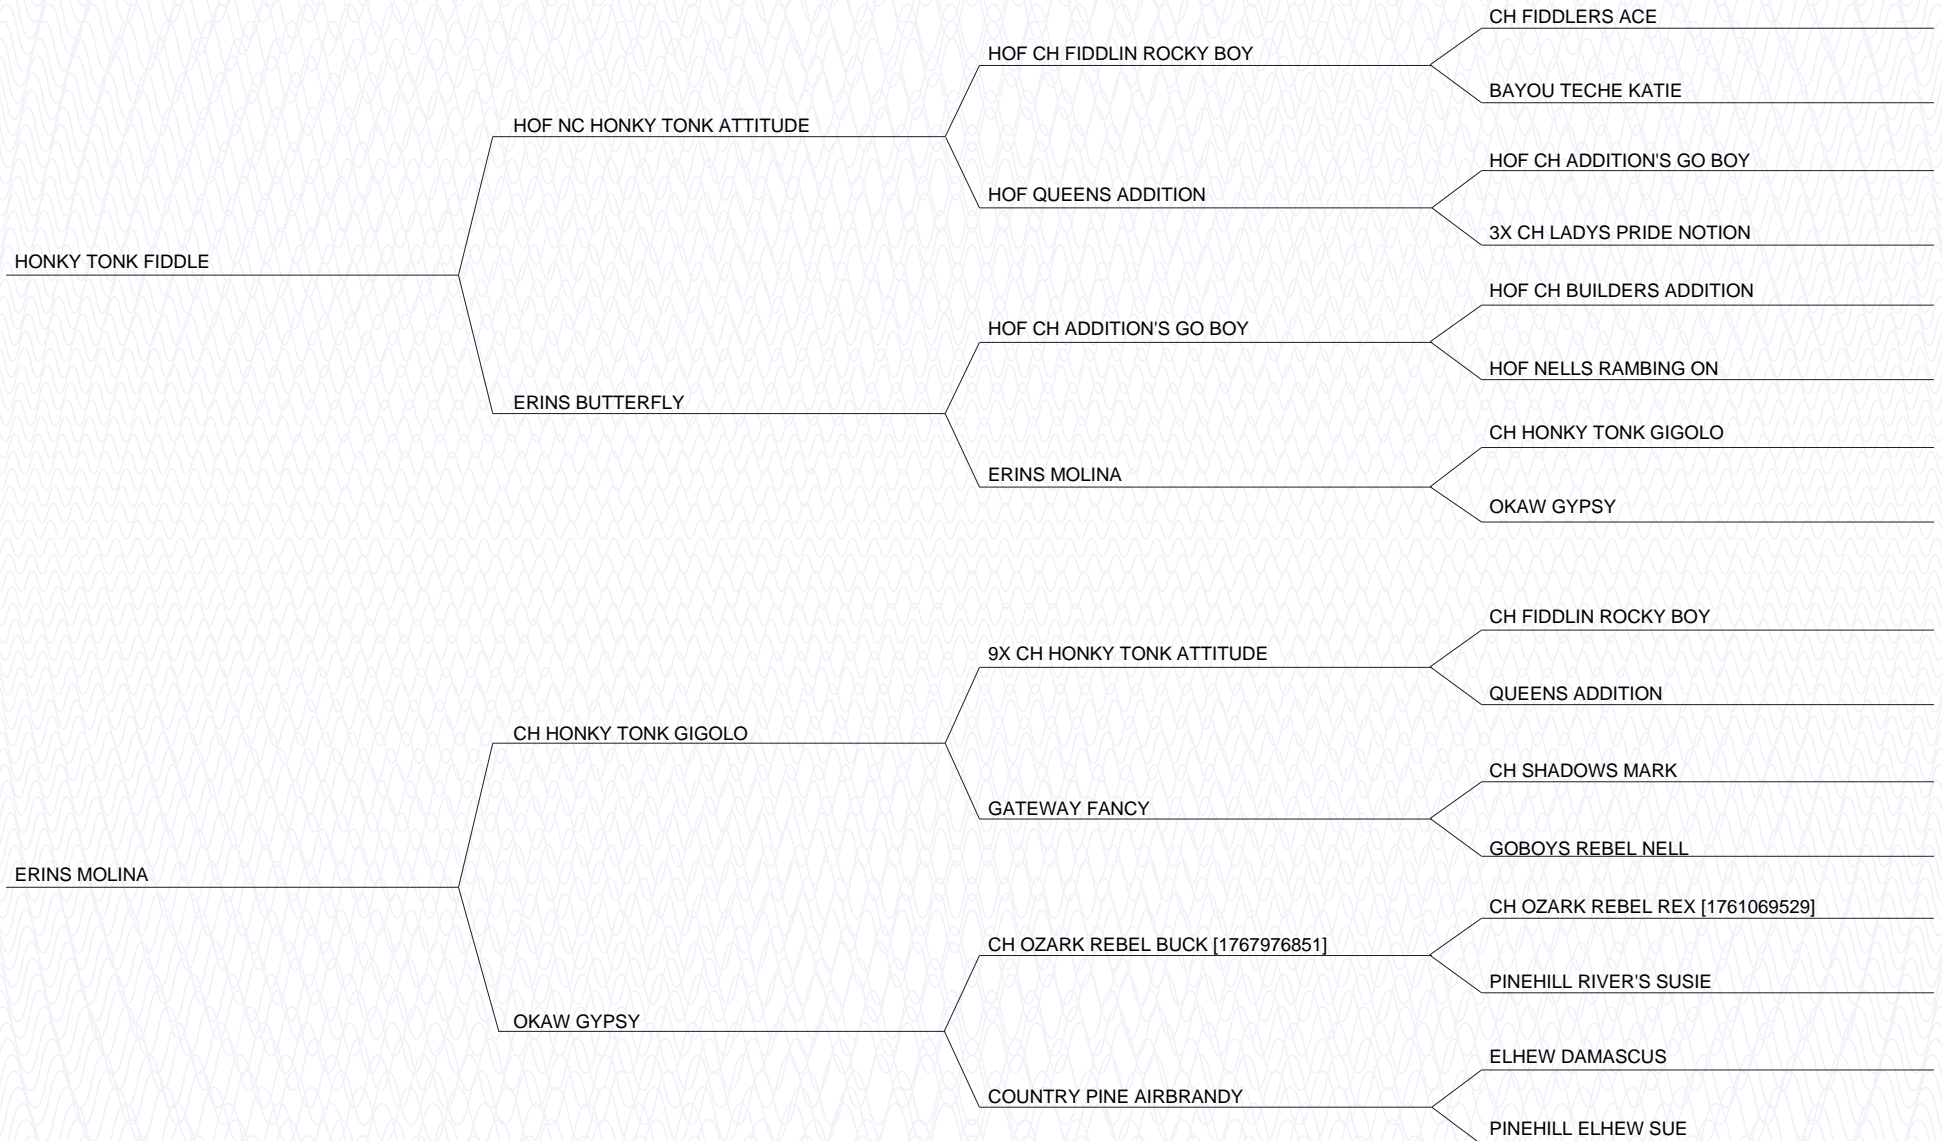 CH FIDDLERS ACE
HOF CH FIDDLIN ROCKY BOY
BAYOU TECHE KATIE
HOF NC HONKY TONK ATTITUDE
HOF CH ADDITION'S GO BOY
HOF QUEENS ADDITION
3X CH LADYS PRIDE NOTION
HONKY TONK FIDDLE
HOF CH BUILDERS ADDITION
HOF CH ADDITION'S GO BOY
HOF NELLS RAMBING ON
ERINS BUTTERFLY
CH HONKY TONK GIGOLO
ERINS MOLINA
OKAW GYPSY
CH FIDDLIN ROCKY BOY
9X CH HONKY TONK ATTITUDE
QUEENS ADDITION
CH HONKY TONK GIGOLO
CH SHADOWS MARK
GATEWAY FANCY
GOBOYS REBEL NELL
ERINS MOLINA
CH OZARK REBEL REX [1761069529]
CH OZARK REBEL BUCK [1767976851]
PINEHILL RIVER'S SUSIE
OKAW GYPSY
ELHEW DAMASCUS
COUNTRY PINE AIRBRANDY
PINEHILL ELHEW SUE